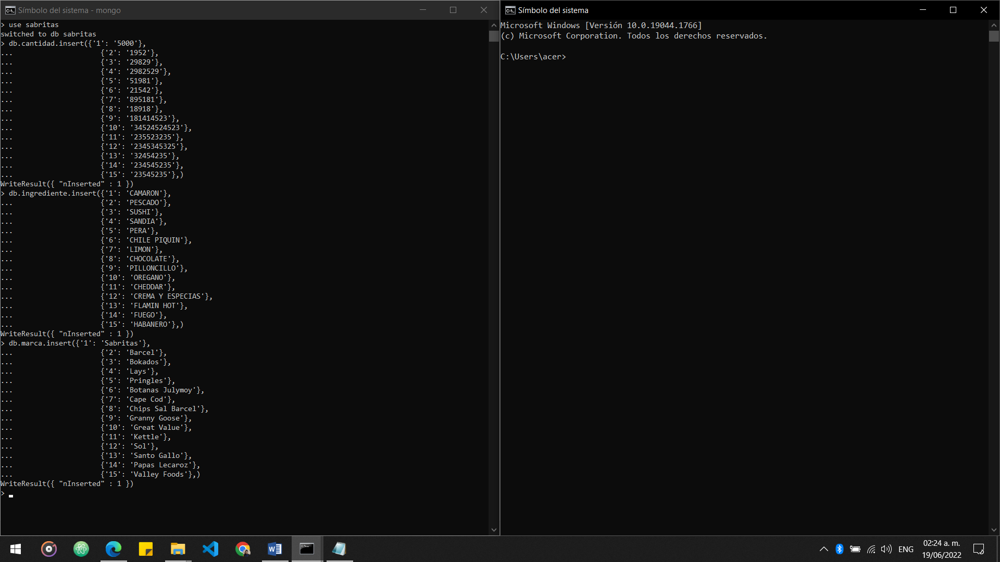 Símbolo del sistema - mongo
> use sabritas
switched to db sabritas
> db.cantidad.insert({'1': '5000'},
... {'2': '1952'},
... {'3': '29829'},
... {'4': '2982529'},
... {'5': '51981'},
... {'6': '21542'},
... {'7': '895181'},
... {'8': '18918'},
... {'9': '181414523'},
... {'10': '34524524523'},
... {'11': '235523235'},
... {'12': '2345345325'},
... {'13': '32454235'},
... {'14': '234545235'},
... {'15': '23545235'},)
WriteResult({ "nInserted" : 1 })
> db.ingrediente.insert({'1': 'CAMARON'},
... {'2': 'PESCADO'},
... {'3': 'SUSHI'},
... {'4': 'SANDIA'},
... {'5': 'PERA'},
... {'6': 'CHILE PIQUIN'},
... {'7': 'LIMON'},
... {'8': 'CHOCOLATE'},
... {'9': 'PILLONCILLO'},
... {'10': 'OREGANO'},
... {'11': 'CHEDDAR'},
... {'12': 'CREMA Y ESPECIAS'},
... {'13': 'FLAMIN HOT'},
... {'14': 'FUEGO'},
... {'15': 'HABANERO'},)
WriteResult({ "nInserted" : 1 })
> db.marca.insert({'1': 'Sabritas'},
... {'2': 'Barcel'},
... {'3': 'Bokados'},
... {'4': 'Lays'},
... {'5': 'Pringles'},
... {'6': 'Botanas Julymoy'},
... {'7': 'Cape Cod'},
... {'8': 'Chips Sal Barcel'},
... {'9': 'Granny Goose'},
... {'10': 'Great Value'},
... {'11': 'Kettle'},
... {'12': 'Sol'},
... {'13': 'Santo Gallo'},
... {'14': 'Papas Lecaroz'},
... {'15': 'Valley Foods'},)
WriteResult({ "nInserted" : 1 })
>
Símbolo del sistema
Microsoft Windows [Versión 10.0.19044.1766]
(c) Microsoft Corporation. Todos los derechos reservados.
C:\Users\acer>
ENG
02:24 a. m.
19/06/2022